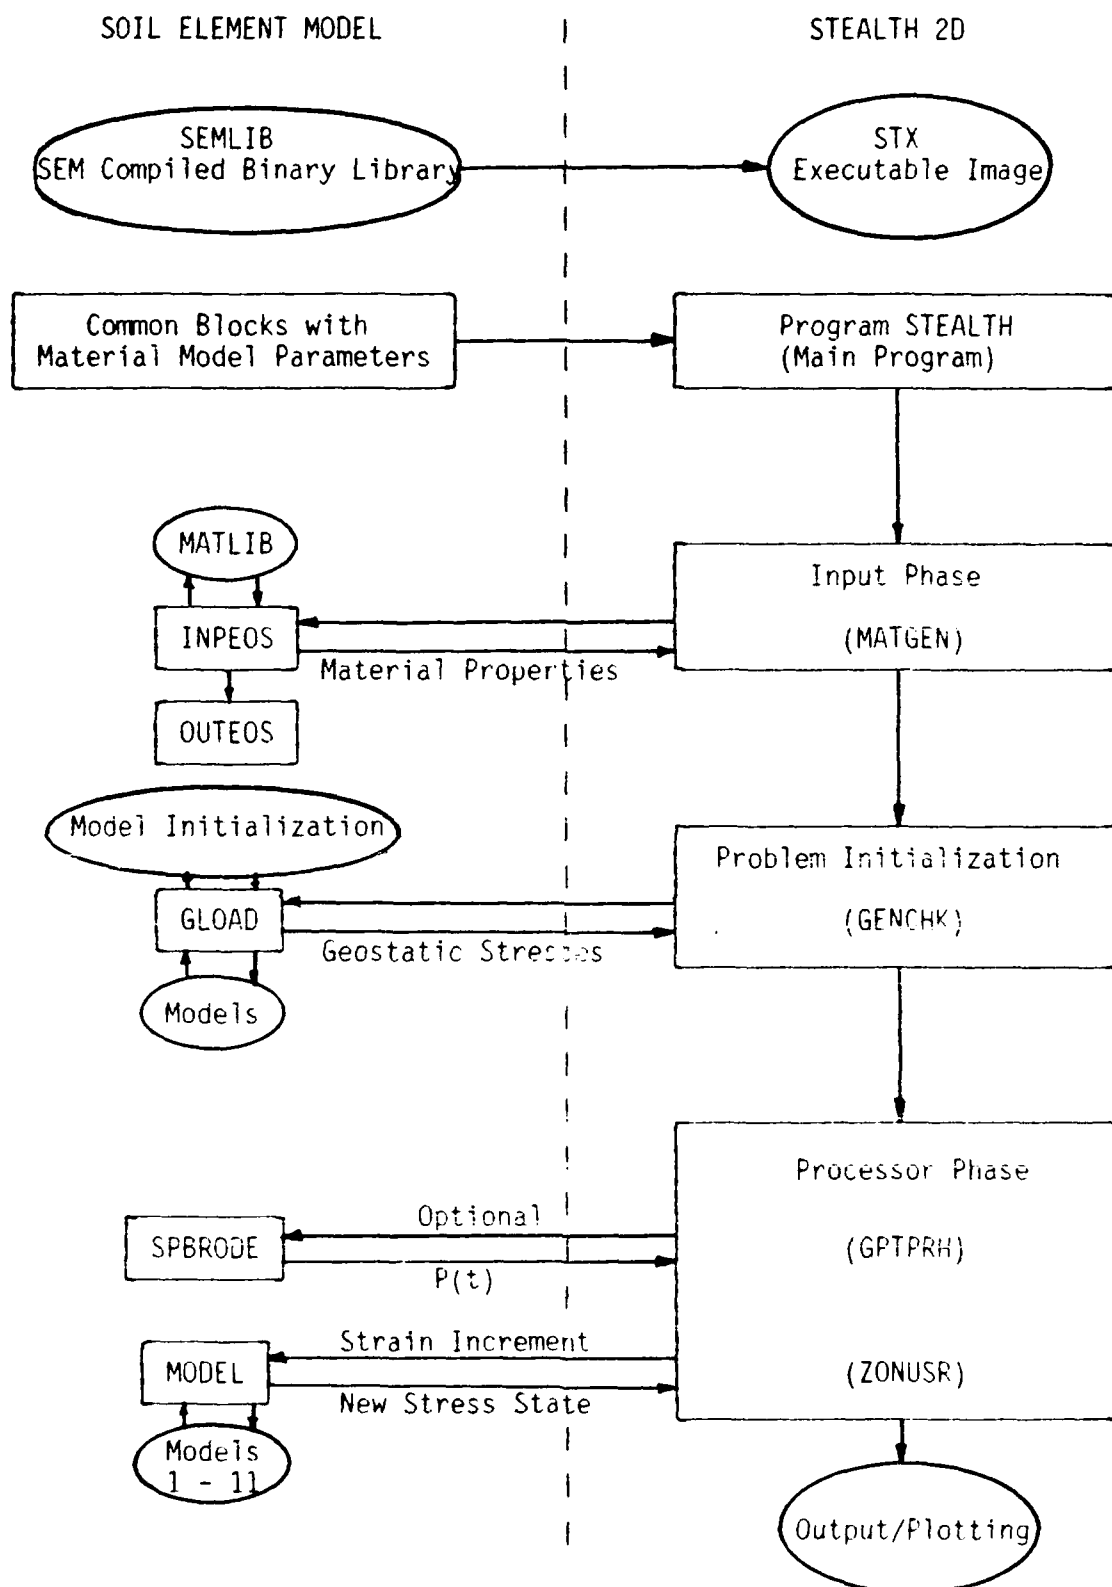 SOIL ELEMENT MODEL
STEALTH 2D
SEMLIB
SEM Compiled Binary Library
STX
Executable Image
Common Blocks with
Material Model Parameters
Program STEALTH
(Main Program)
MATLIB
INPEOS
OUTEOS
Material Properties
Input Phase
(MATGEN)
Model Initialization
GLOAD
Models
Geostatic Stresses
Problem Initialization
(GENCHK)
Processor Phase
SPBRODE
Optional
P(t)
(GPTPRH)
MODEL
Strain Increment
New Stress State
(ZONUSR)
Models
1 - 11
Output/Plotting